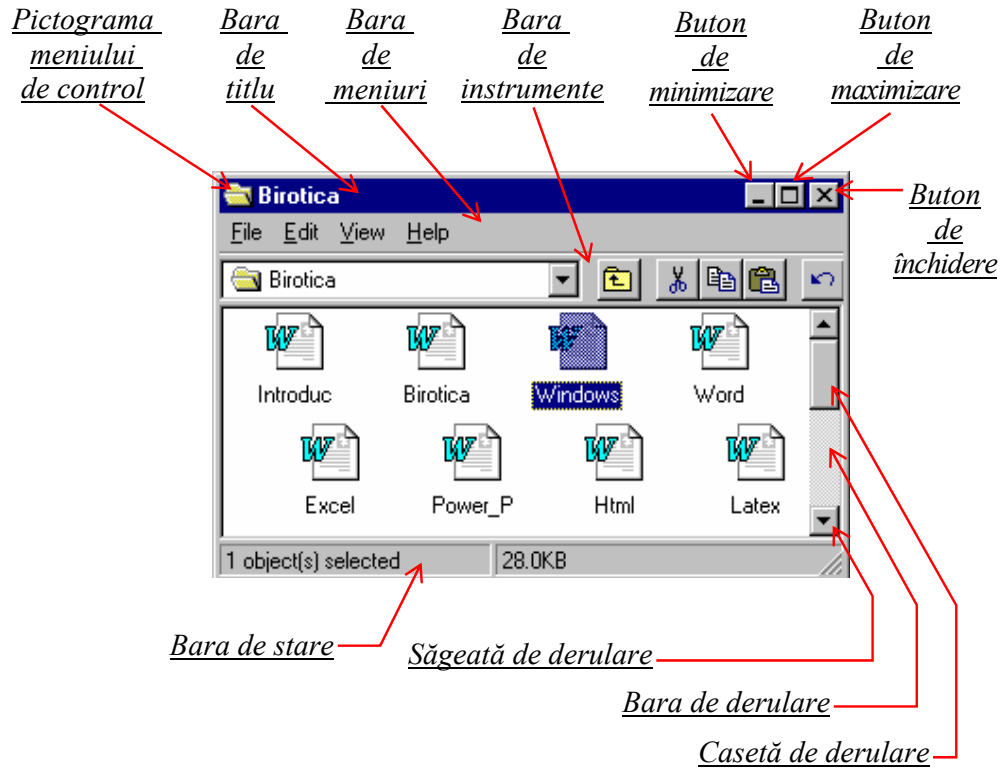 Pictograma
meniului
de control
Bara
de
titlu
Bara
de
meniuri
Bara
de
instrumente
Buton
de
minimizare
Buton
de
maximizare
Birotica
Buton
de
închidere
File Edit View Help
Birotica
Introduc Birotica Windows Word
Excel Power_P Html Latex
1 object(s) selected 28.0KB
Bara de stare
Săgeată de derulare
Bara de derulare
Casetă de derulare